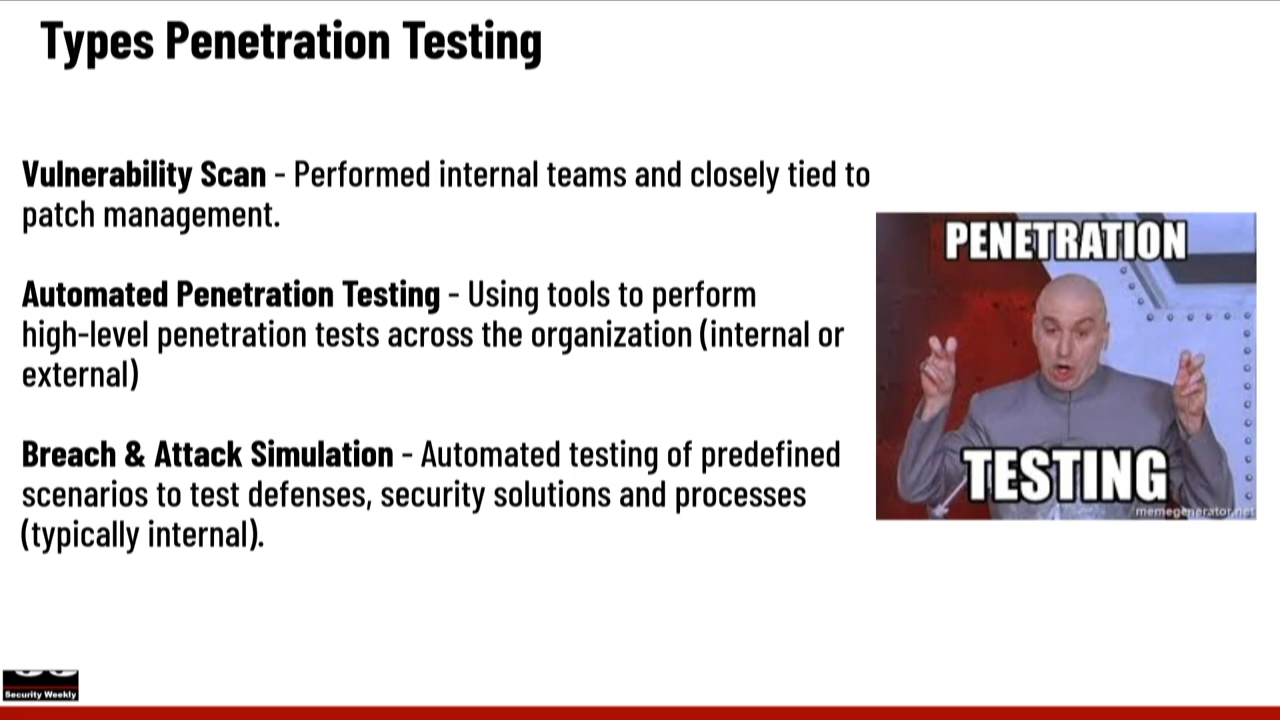 Types Penetration Testing
Vulnerability Scan - Performed internal teams and closely tied to
patch management.
Automated Penetration Testing - Using tools to perform
high-level penetration tests across the organization (internal or
external)
Breach & Attack Simulation - Automated testing of predefined
scenarios to test defenses, security solutions and processes
(typically internal).
PENETRATION
TESTING
memegenerator.net
Security Weekly